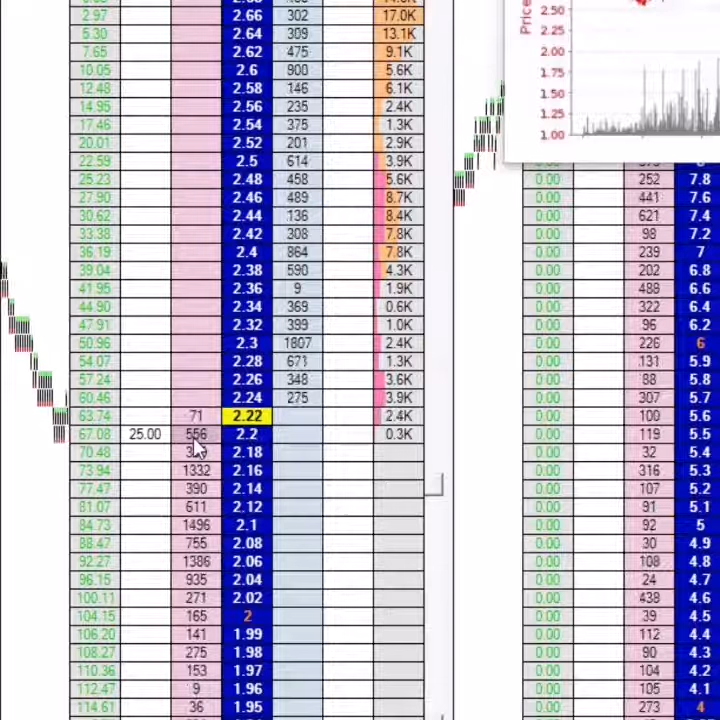 2.97 2.66 302 17.0K
5.30 2.64 309 13.1K
7.65 2.62 475 9.1K
10.05 2.6 900 5.6K
12.48 2.58 146 6.1K
14.95 2.56 235 2.4K
17.46 2.54 375 1.3K
20.01 2.52 201 2.9K
22.59 2.5 614 3.9K
25.23 2.48 458 5.6K
27.90 2.46 489 8.7K
30.62 2.44 136 8.4K
33.38 2.42 308 7.8K
36.19 2.4 864 7.8K
39.04 2.38 590 4.3K
41.95 2.36 9 1.9K
44.90 2.34 369 0.6K
47.91 2.32 399 1.0K
50.96 2.3 1807 2.4K
54.07 2.28 671 1.3K
57.24 2.26 348 3.6K
60.46 2.24 275 3.9K
63.74 71 2.22 2.4K
67.08 25.00 556 2.2 0.3K
70.48 2.18
73.94 1332 2.16
77.47 390 2.14
81.07 611 2.12
84.73 1496 2.1
88.47 755 2.08
92.27 1386 2.06
96.15 935 2.04
100.11 271 2.02
104.15 165 2
106.20 141 1.99
108.27 275 1.98
110.36 153 1.97
112.47 9 1.96
114.61 36 1.95
Price
2.50
2.25
2.00
1.75
1.50
1.25
1.00
0.00 252 7.8
0.00 441 7.6
0.00 621 7.4
0.00 98 7.2
0.00 239 7
0.00 202 6.8
0.00 488 6.6
0.00 322 6.4
0.00 96 6.2
0.00 226 6
0.00 131 5.9
0.00 88 5.8
0.00 307 5.7
0.00 100 5.6
0.00 119 5.5
0.00 32 5.4
0.00 316 5.3
0.00 107 5.2
0.00 91 5.1
0.00 92 5
0.00 30 4.9
0.00 108 4.8
0.00 24 4.7
0.00 438 4.6
0.00 39 4.5
0.00 112 4.4
0.00 90 4.3
0.00 104 4.2
0.00 105 4.1
0.00 273 4